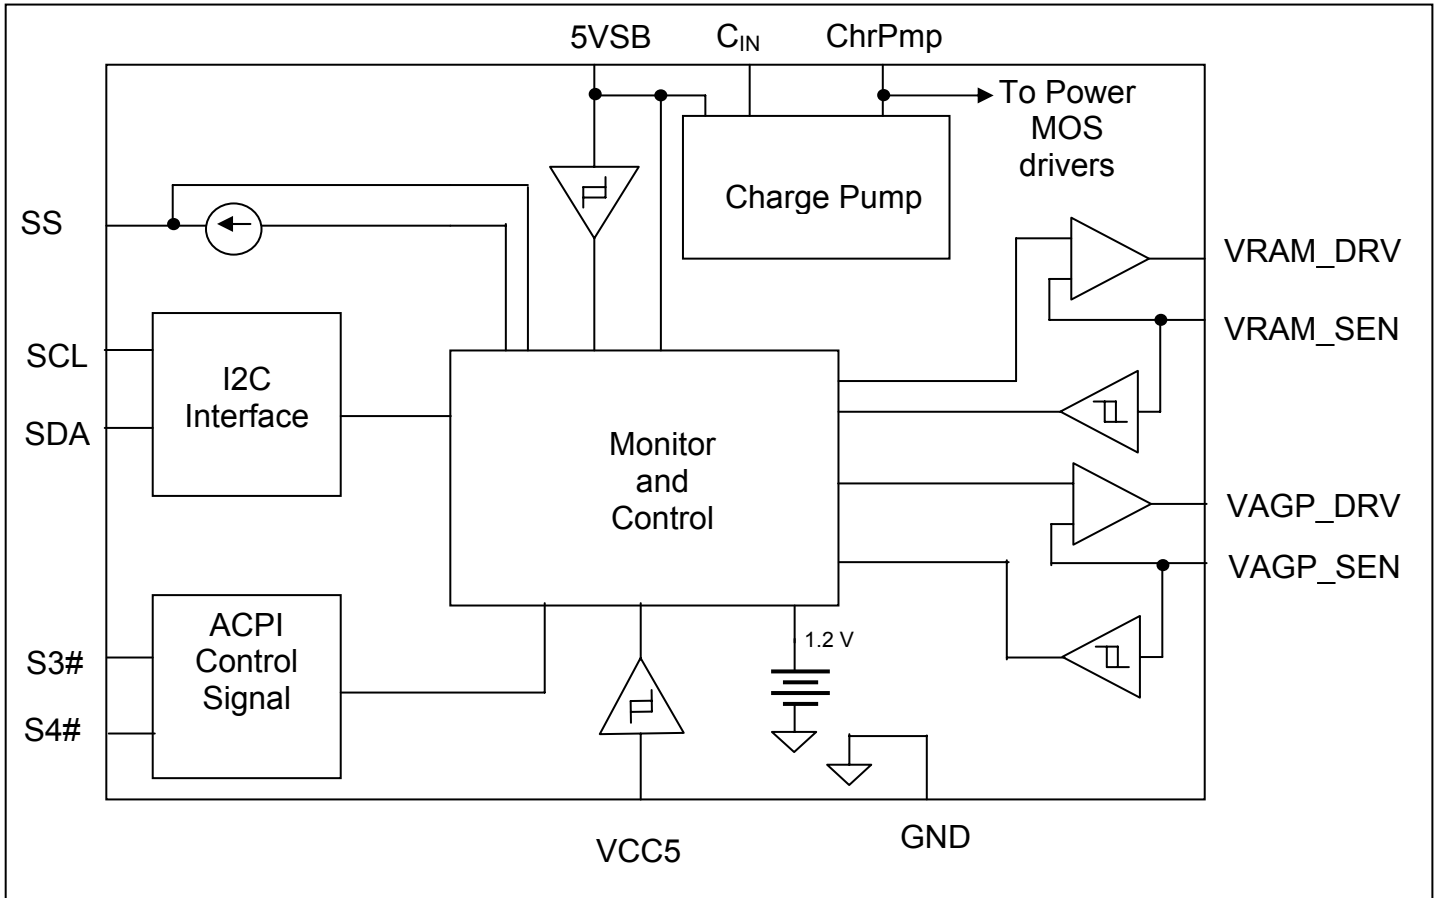 5VSB
C_IN
ChrPmp
To Power
MOS
drivers
Charge Pump
SS
VRAM_DRV
VRAM_SEN
SCL
I2C
Interface
SDA
Monitor
and
Control
VAGP_DRV
VAGP_SEN
ACPI
Control
Signal
S3#
S4#
1.2 V
VCC5
GND